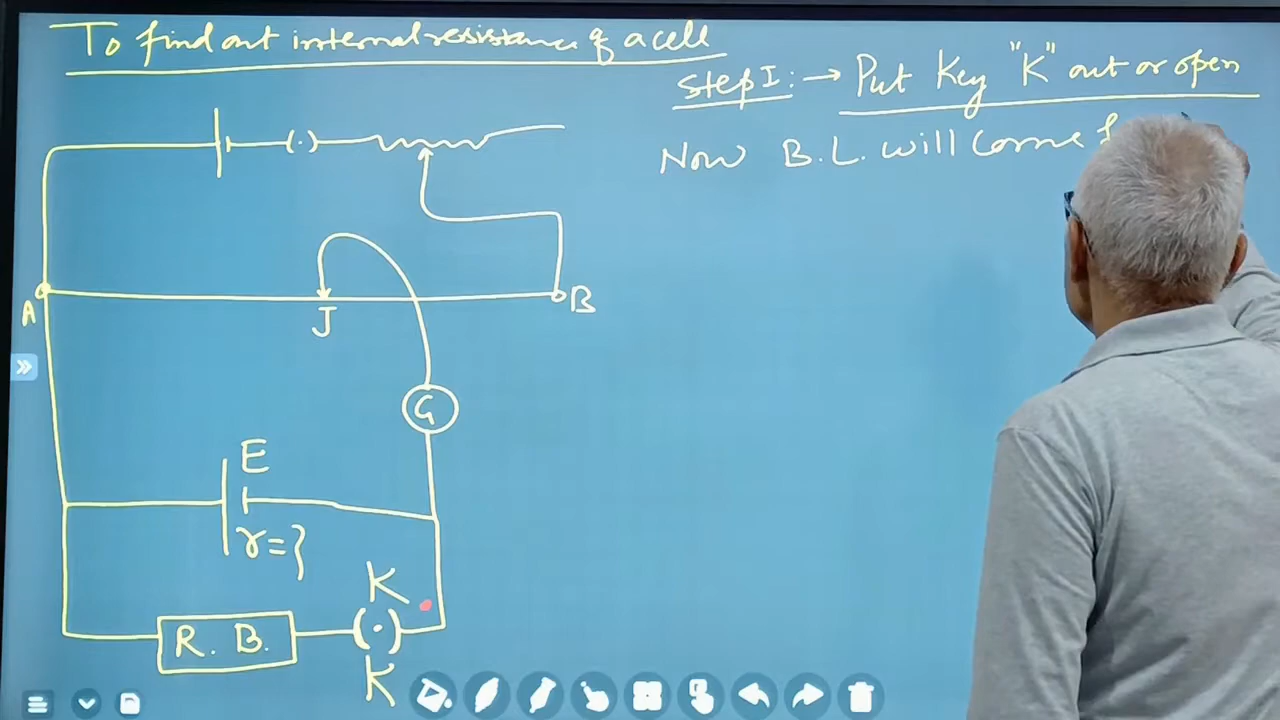 To find out internal resistance of a cell
Step I:→ Put Key "K" out or open
Now B.L. will come
A
J
B
G
E
r=?
K
R. B.
K